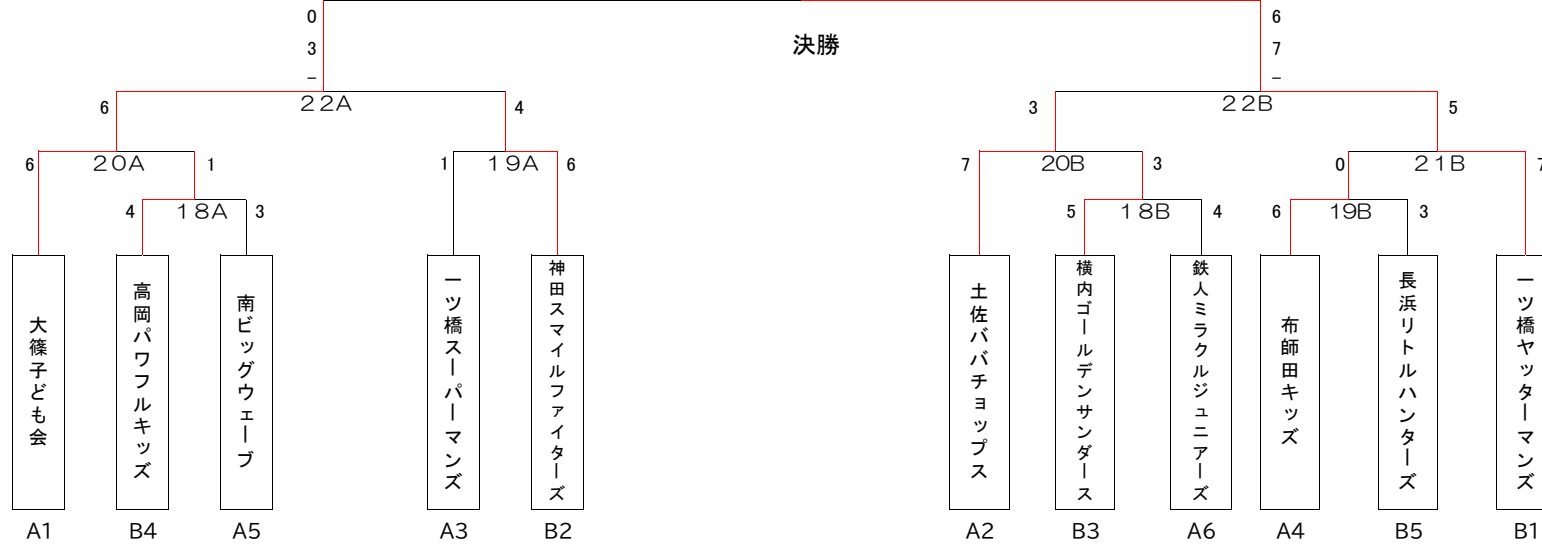 0 6
3 決勝 7
– –
6 22A 4 3 22B 5
6 20A 1 1 19A 6 7 20B 3 0 21B 7
4 18A 3 5 18B 4 6 19B 3
大篠子ども会
高岡パワフルキッズ
南ビッグウェーブ
一ツ橋スーパーマンズ
神田スマイルファイターズ
土佐ババチョップス
横内ゴールデンサンダース
鉄人ミラクルジュニアーズ
布師田キッズ
長浜リトルハンターズ
一ツ橋ヤッターマンズ
A1 B4 A5 A3 B2 A2 B3 A6 A4 B5 B1